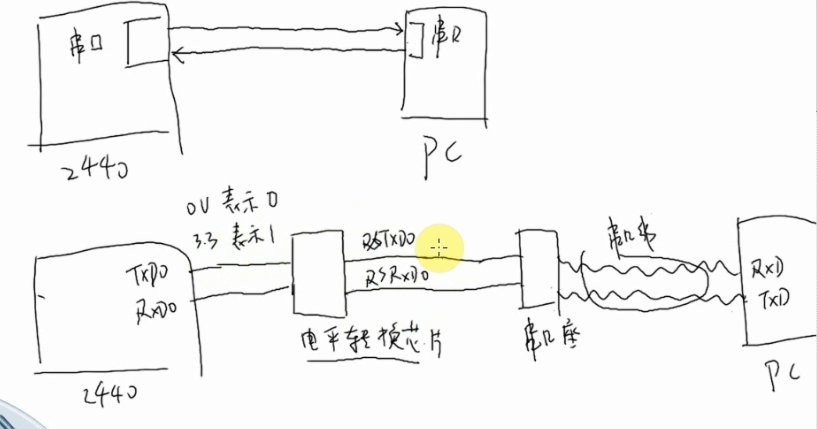 串口
串口
2440
PC
0V 表示 0
3.3 表示 1
TXD0
RXD0
RSTXD0
RSRXD0
电平转换芯片
串口座
串口线
RXD
TXD
2440
PC